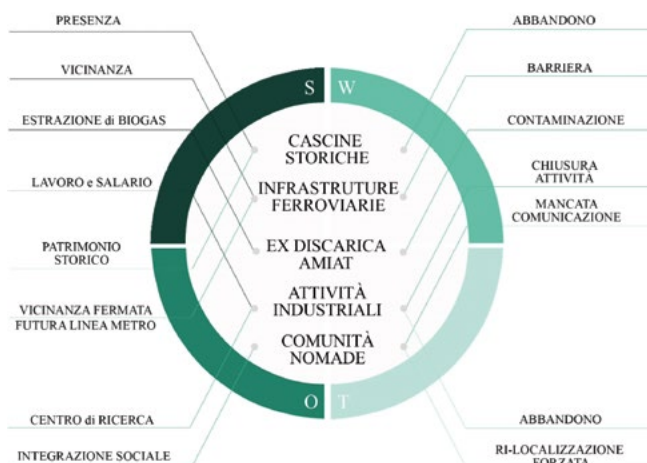 PRESENZA
VICINANZA
ESTRAZIONE di BIOGAS
LAVORO e SALARIO
PATRIMONIO
STORICO
VICINANZA FERMATA
FUTURA LINEA METRO
CENTRO di RICERCA
INTEGRAZIONE SOCIALE
S
W
O
T
CASCINE
STORICHE
INFRASTRUTURE
FERROVIARIE
EX DISCARICA
AMIAT
ATTIVITÀ
INDUSTRIALI
COMUNITÀ
NOMADE
ABBANDONO
BARRIERA
CONTAMINAZIONE
CHIUSURA
ATTIVITÀ
MANCATA
COMUNICAZIONE
ABBANDONO
RI-LOCALIZZAZIONE
FORZATA